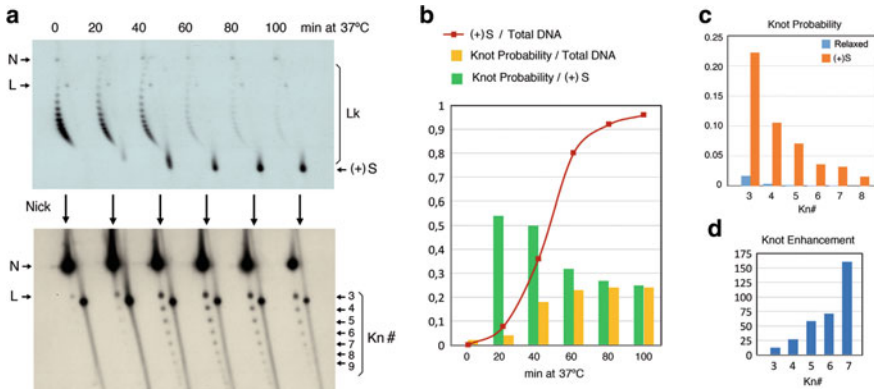 a
0 20 40 60 80 100 min at 37ºC
N
L
Lk
(+)S
Nick
N
L
3
4
5
6
7
8
9
Kn #
b
(+)S / Total DNA
Knot Probability / Total DNA
Knot Probability / (+)S
1
0,9
0,8
0,7
0,6
0,5
0,4
0,3
0,2
0,1
0
0 20 40 60 80 100
min at 37ºC
c
Knot Probability
Relaxed
(+)S
0.25
0.20
0.15
0.10
0.05
0.00
3 4 5 6 7 8
Kn#
d
Knot Enhancement
175
150
125
100
75
50
25
0
3 4 5 6 7
Kn#